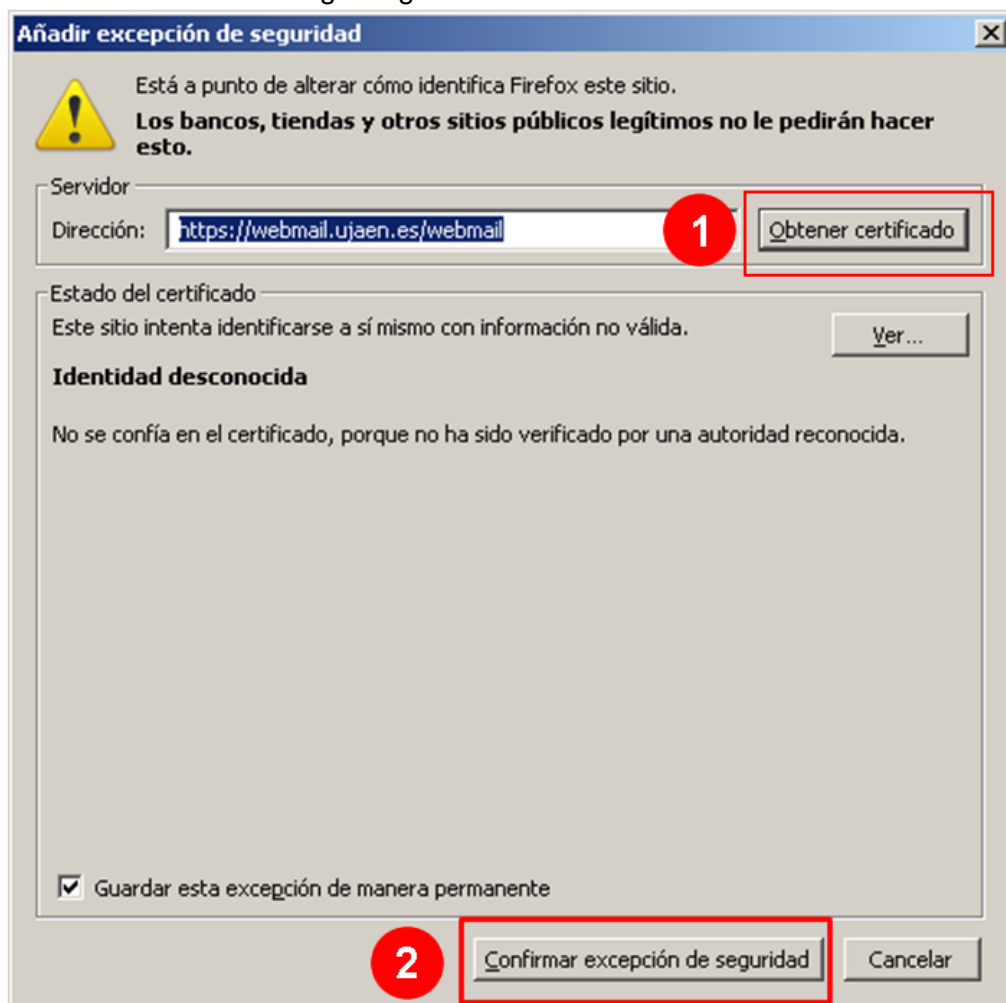 Añadir excepción de seguridad
Está a punto de alterar cómo identifica Firefox este sitio.
Los bancos, tiendas y otros sitios públicos legítimos no le pedirán hacer
esto.
Servidor
Dirección: https://webmail.ujaen.es/webmail 1 Obtener certificado
Estado del certificado
Este sitio intenta identificarse a sí mismo con información no válida. Ver...
Identidad desconocida
No se confía en el certificado, porque no ha sido verificado por una autoridad reconocida.
Guardar esta excepción de manera permanente
2 Confirmar excepción de seguridad Cancelar